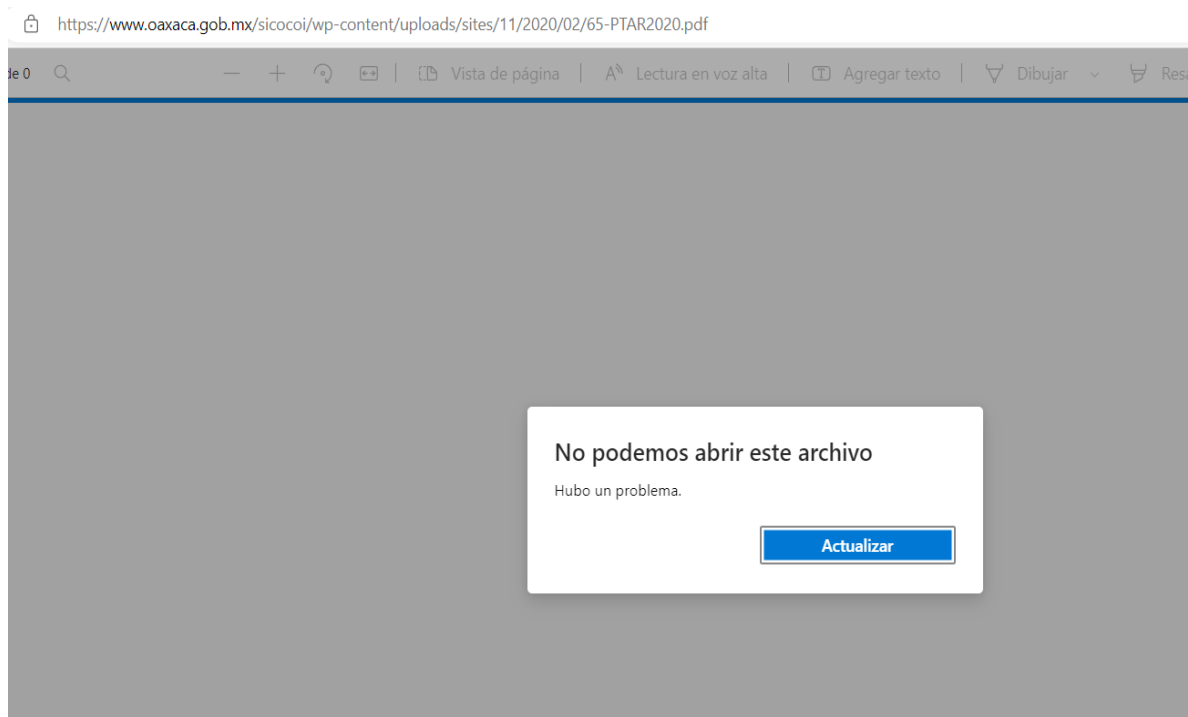 https://www.oaxaca.gob.mx/sicocoi/wp-content/uploads/sites/11/2020/02/65-PTAR2020.pdf
de 0 Vista de página Lectura en voz alta Agregar texto Dibujar
No podemos abrir este archivo
Hubo un problema.
Actualizar